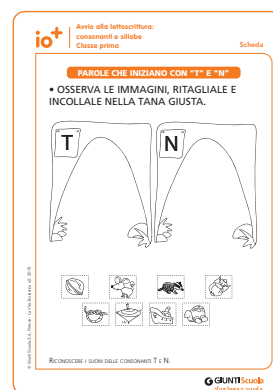 io+
Avvio alla lettoscrittura:
consonanti e sillabe
Classe prima
Scheda
PAROLE CHE INIZIANO CON "T" E "N"
• OSSERVA LE IMMAGINI, RITAGLIALE E
INCOLLALE NELLA TANA GIUSTA.
T
N
RICONOSCERE I SUONI DELLE CONSONANTI T E N.
GIUNTI Scuola